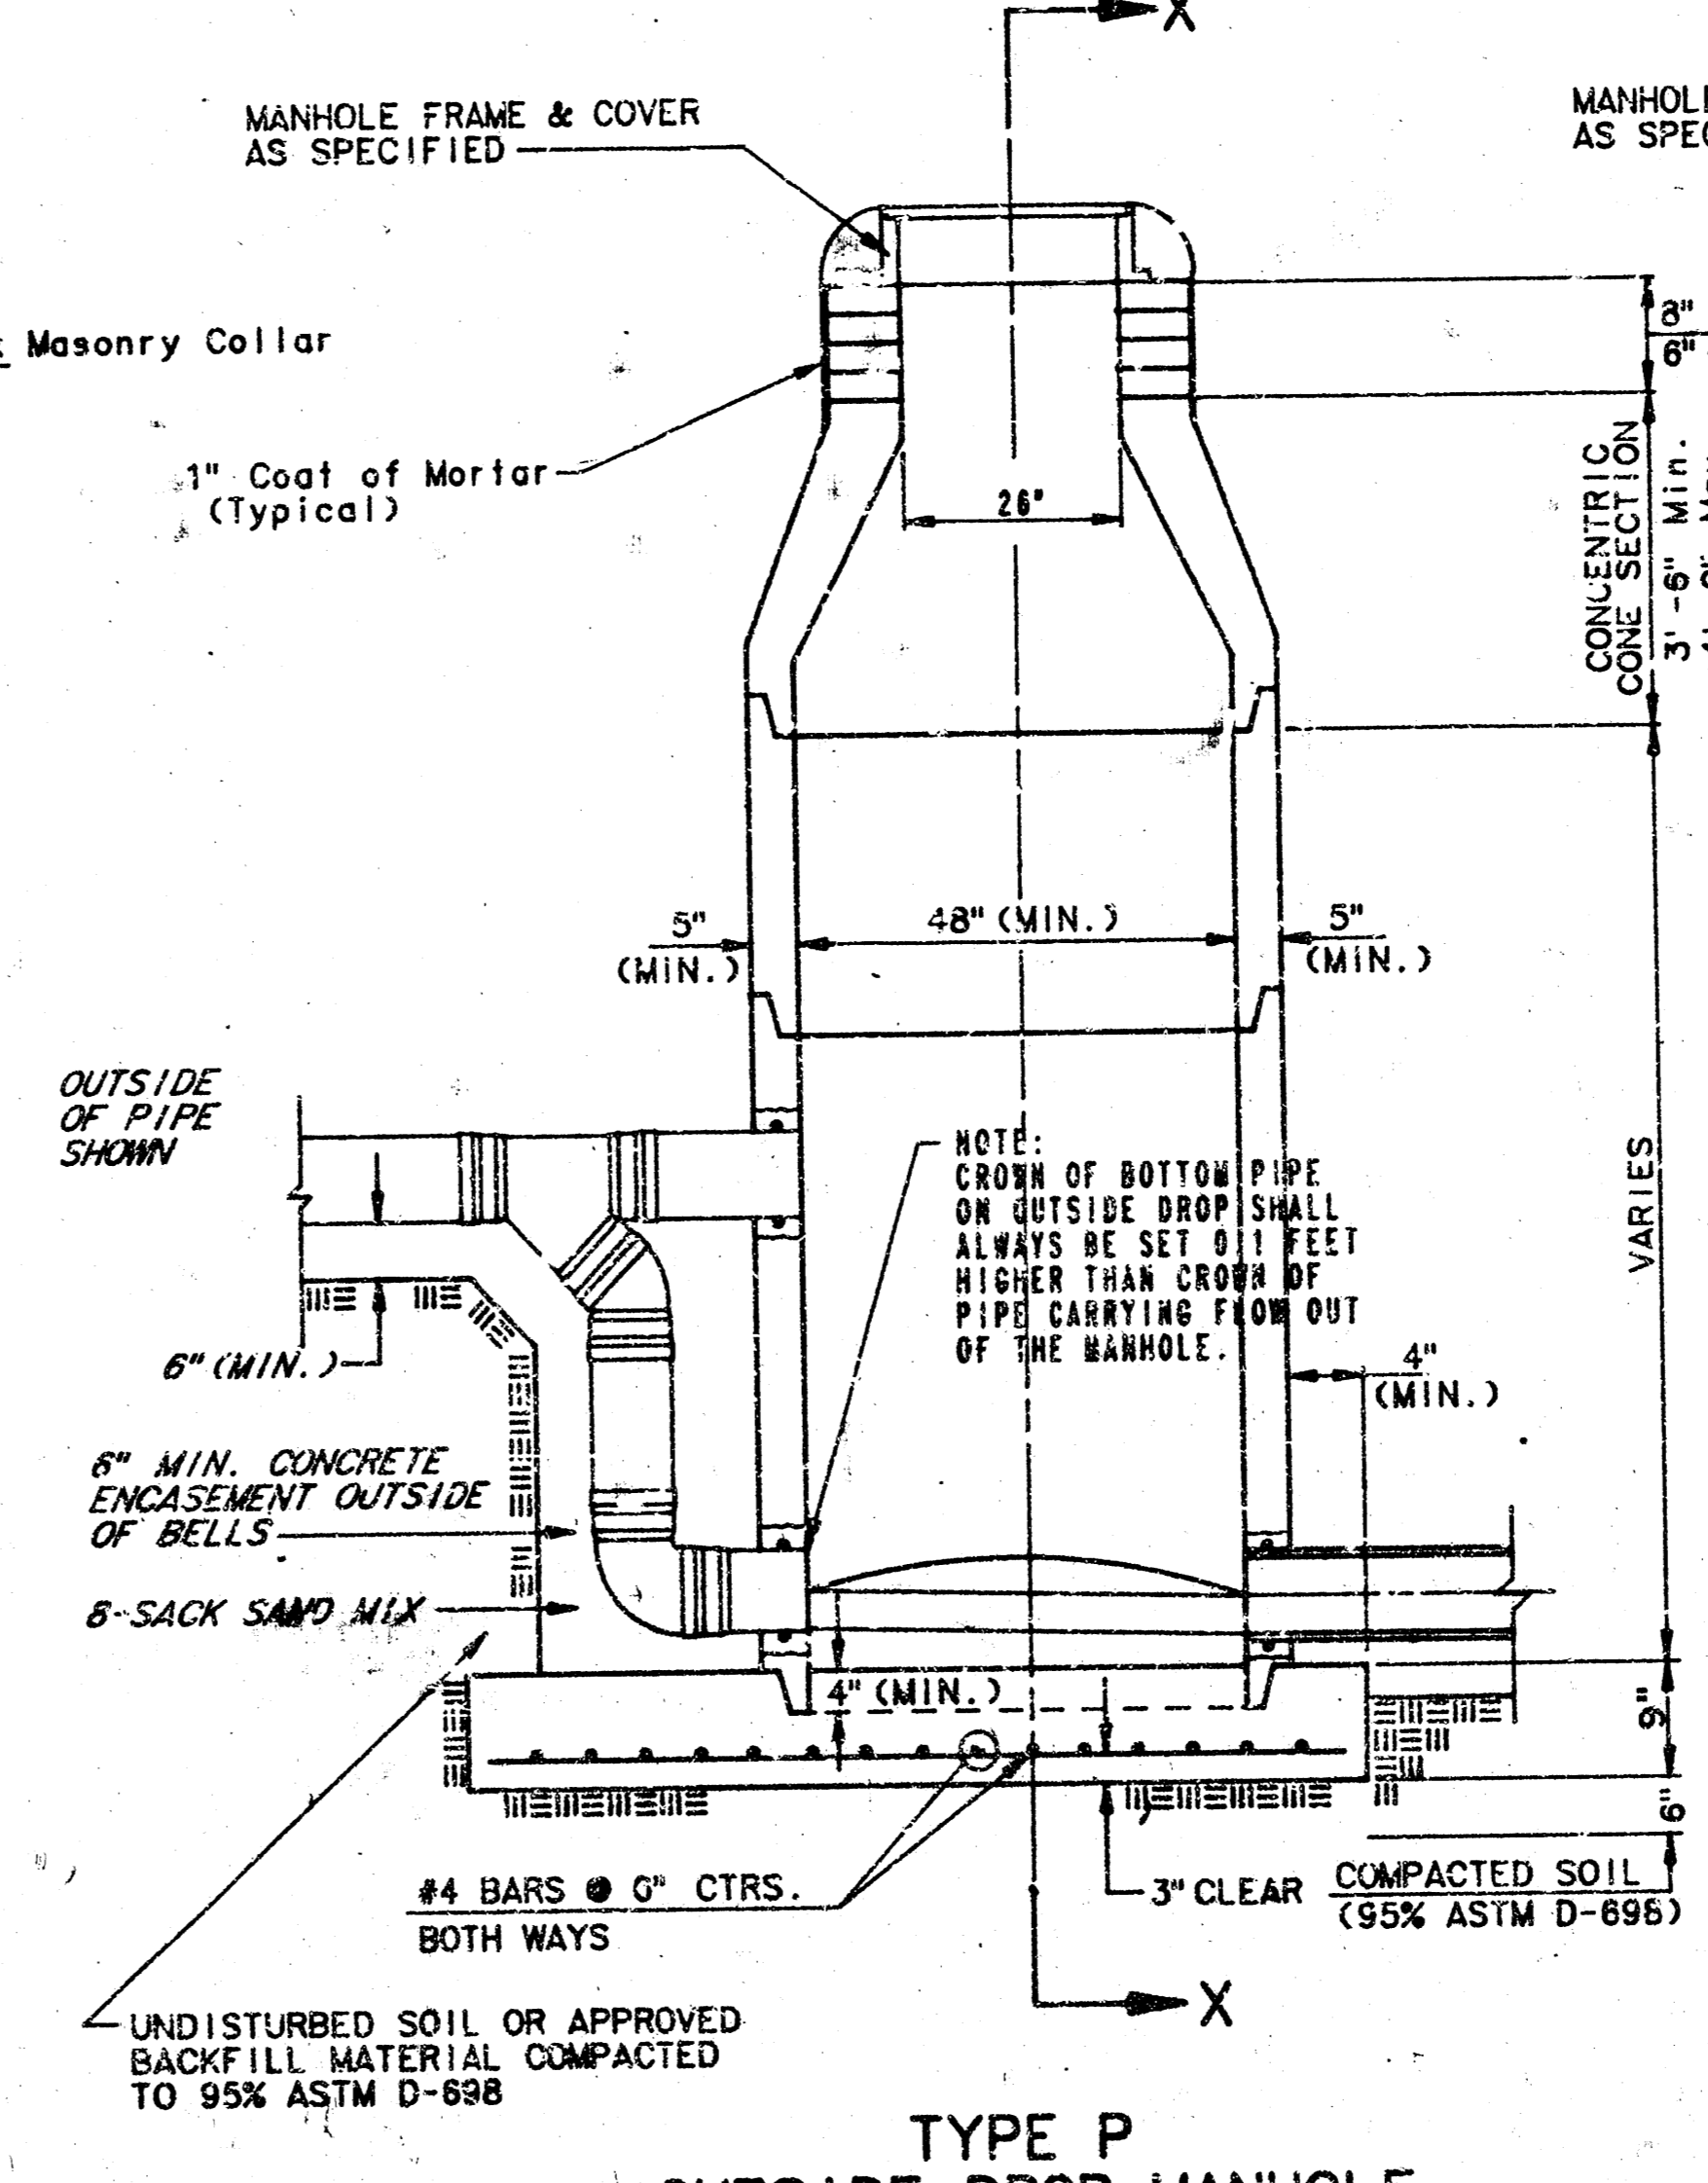 X
MANHOLE FRAME & COVER
AS SPECIFIED
MANHOLE
AS SPEC
Masonry Collar
8"
6"
1" Coat of Mortar
(Typical)
26"
CONCENTRIC
CONE SECTION
3'-6" Min.
5"
(MIN.)
48" (MIN.)
5"
(MIN.)
OUTSIDE
OF PIPE
SHOWN
NOTE:
CROWN OF BOTTOM PIPE
ON OUTSIDE DROP SHALL
ALWAYS BE SET 0.1 FEET
HIGHER THAN CROWN OF
PIPE CARRYING FLOW OUT
OF THE MANHOLE.
VARIES
6" (MIN.)
4"
(MIN.)
6" MIN. CONCRETE
ENCASEMENT OUTSIDE
OF BELLS
8-SACK SAND MIX
4" (MIN.)
9"
6"
#4 BARS @ 6" CTRS.
BOTH WAYS
3" CLEAR
COMPACTED SOIL
(95% ASTM D-698)
X
UNDISTURBED SOIL OR APPROVED
BACKFILL MATERIAL COMPACTED
TO 95% ASTM D-698
TYPE P
OUTSIDE DROP MANHOLE